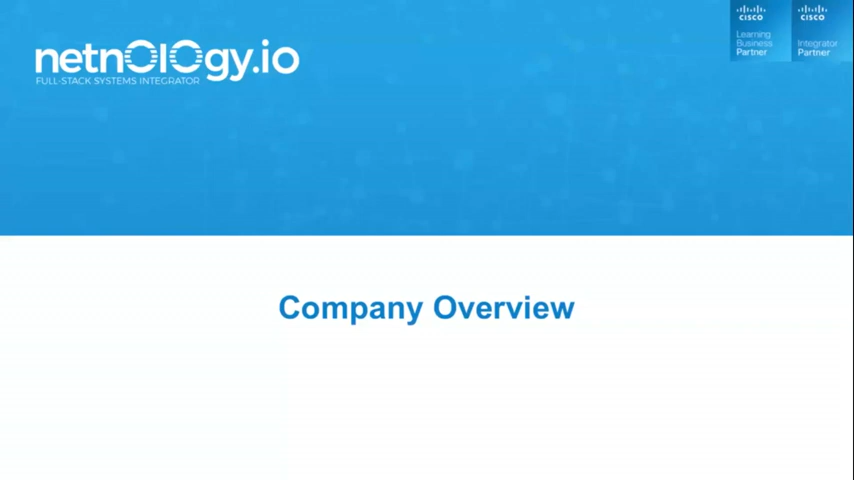 netnology.io
FULL-STACK SYSTEMS INTEGRATOR
CISCO
Learning
Business
Partner
CISCO
Integrator
Partner
Company Overview